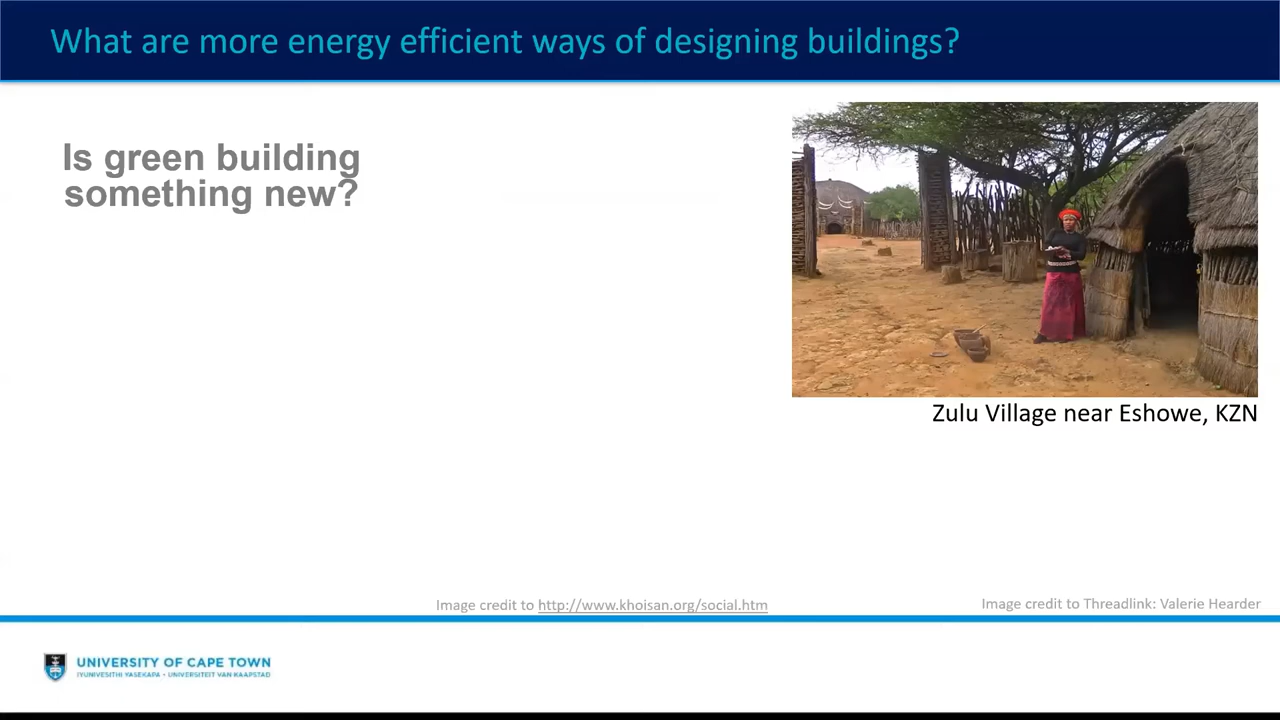 What are more energy efficient ways of designing buildings?
Is green building
something new?
Zulu Village near Eshowe, KZN
Image credit to http://www.khoisan.org/social.htm
Image credit to Threadlink: Valerie Hearder
UNIVERSITY OF CAPE TOWN
IYUNIVESITHI YASEKAPA • UNIVERSITEIT VAN KAAPSTAD